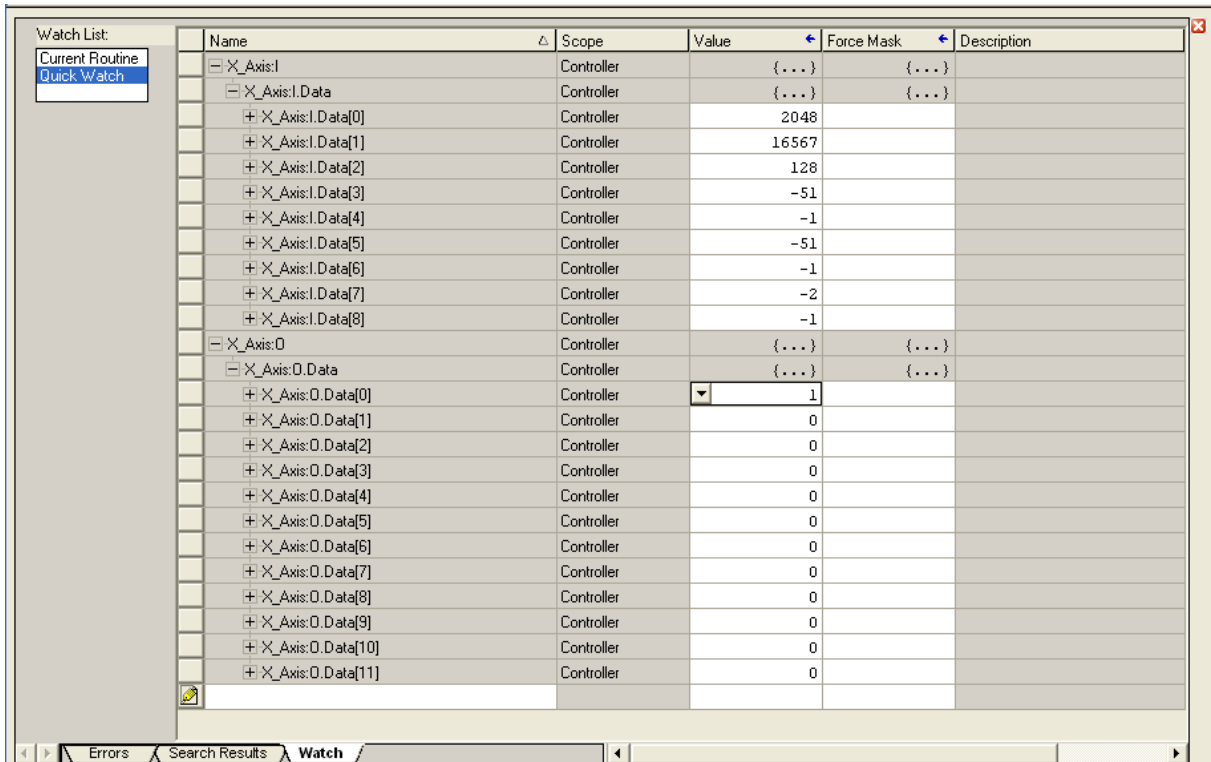 Watch List:
Current Routine
Quick Watch
Name Scope Value Force Mask Description
X_Axis:I Controller {...} {...}
X_Axis:I.Data Controller {...} {...}
X_Axis:I.Data[0] Controller 2048
X_Axis:I.Data[1] Controller 16567
X_Axis:I.Data[2] Controller 128
X_Axis:I.Data[3] Controller -51
X_Axis:I.Data[4] Controller -1
X_Axis:I.Data[5] Controller -51
X_Axis:I.Data[6] Controller -1
X_Axis:I.Data[7] Controller -2
X_Axis:I.Data[8] Controller -1
X_Axis:O Controller {...} {...}
X_Axis:O.Data Controller {...} {...}
X_Axis:O.Data[0] Controller 1
X_Axis:O.Data[1] Controller 0
X_Axis:O.Data[2] Controller 0
X_Axis:O.Data[3] Controller 0
X_Axis:O.Data[4] Controller 0
X_Axis:O.Data[5] Controller 0
X_Axis:O.Data[6] Controller 0
X_Axis:O.Data[7] Controller 0
X_Axis:O.Data[8] Controller 0
X_Axis:O.Data[9] Controller 0
X_Axis:O.Data[10] Controller 0
X_Axis:O.Data[11] Controller 0
Errors Search Results Watch